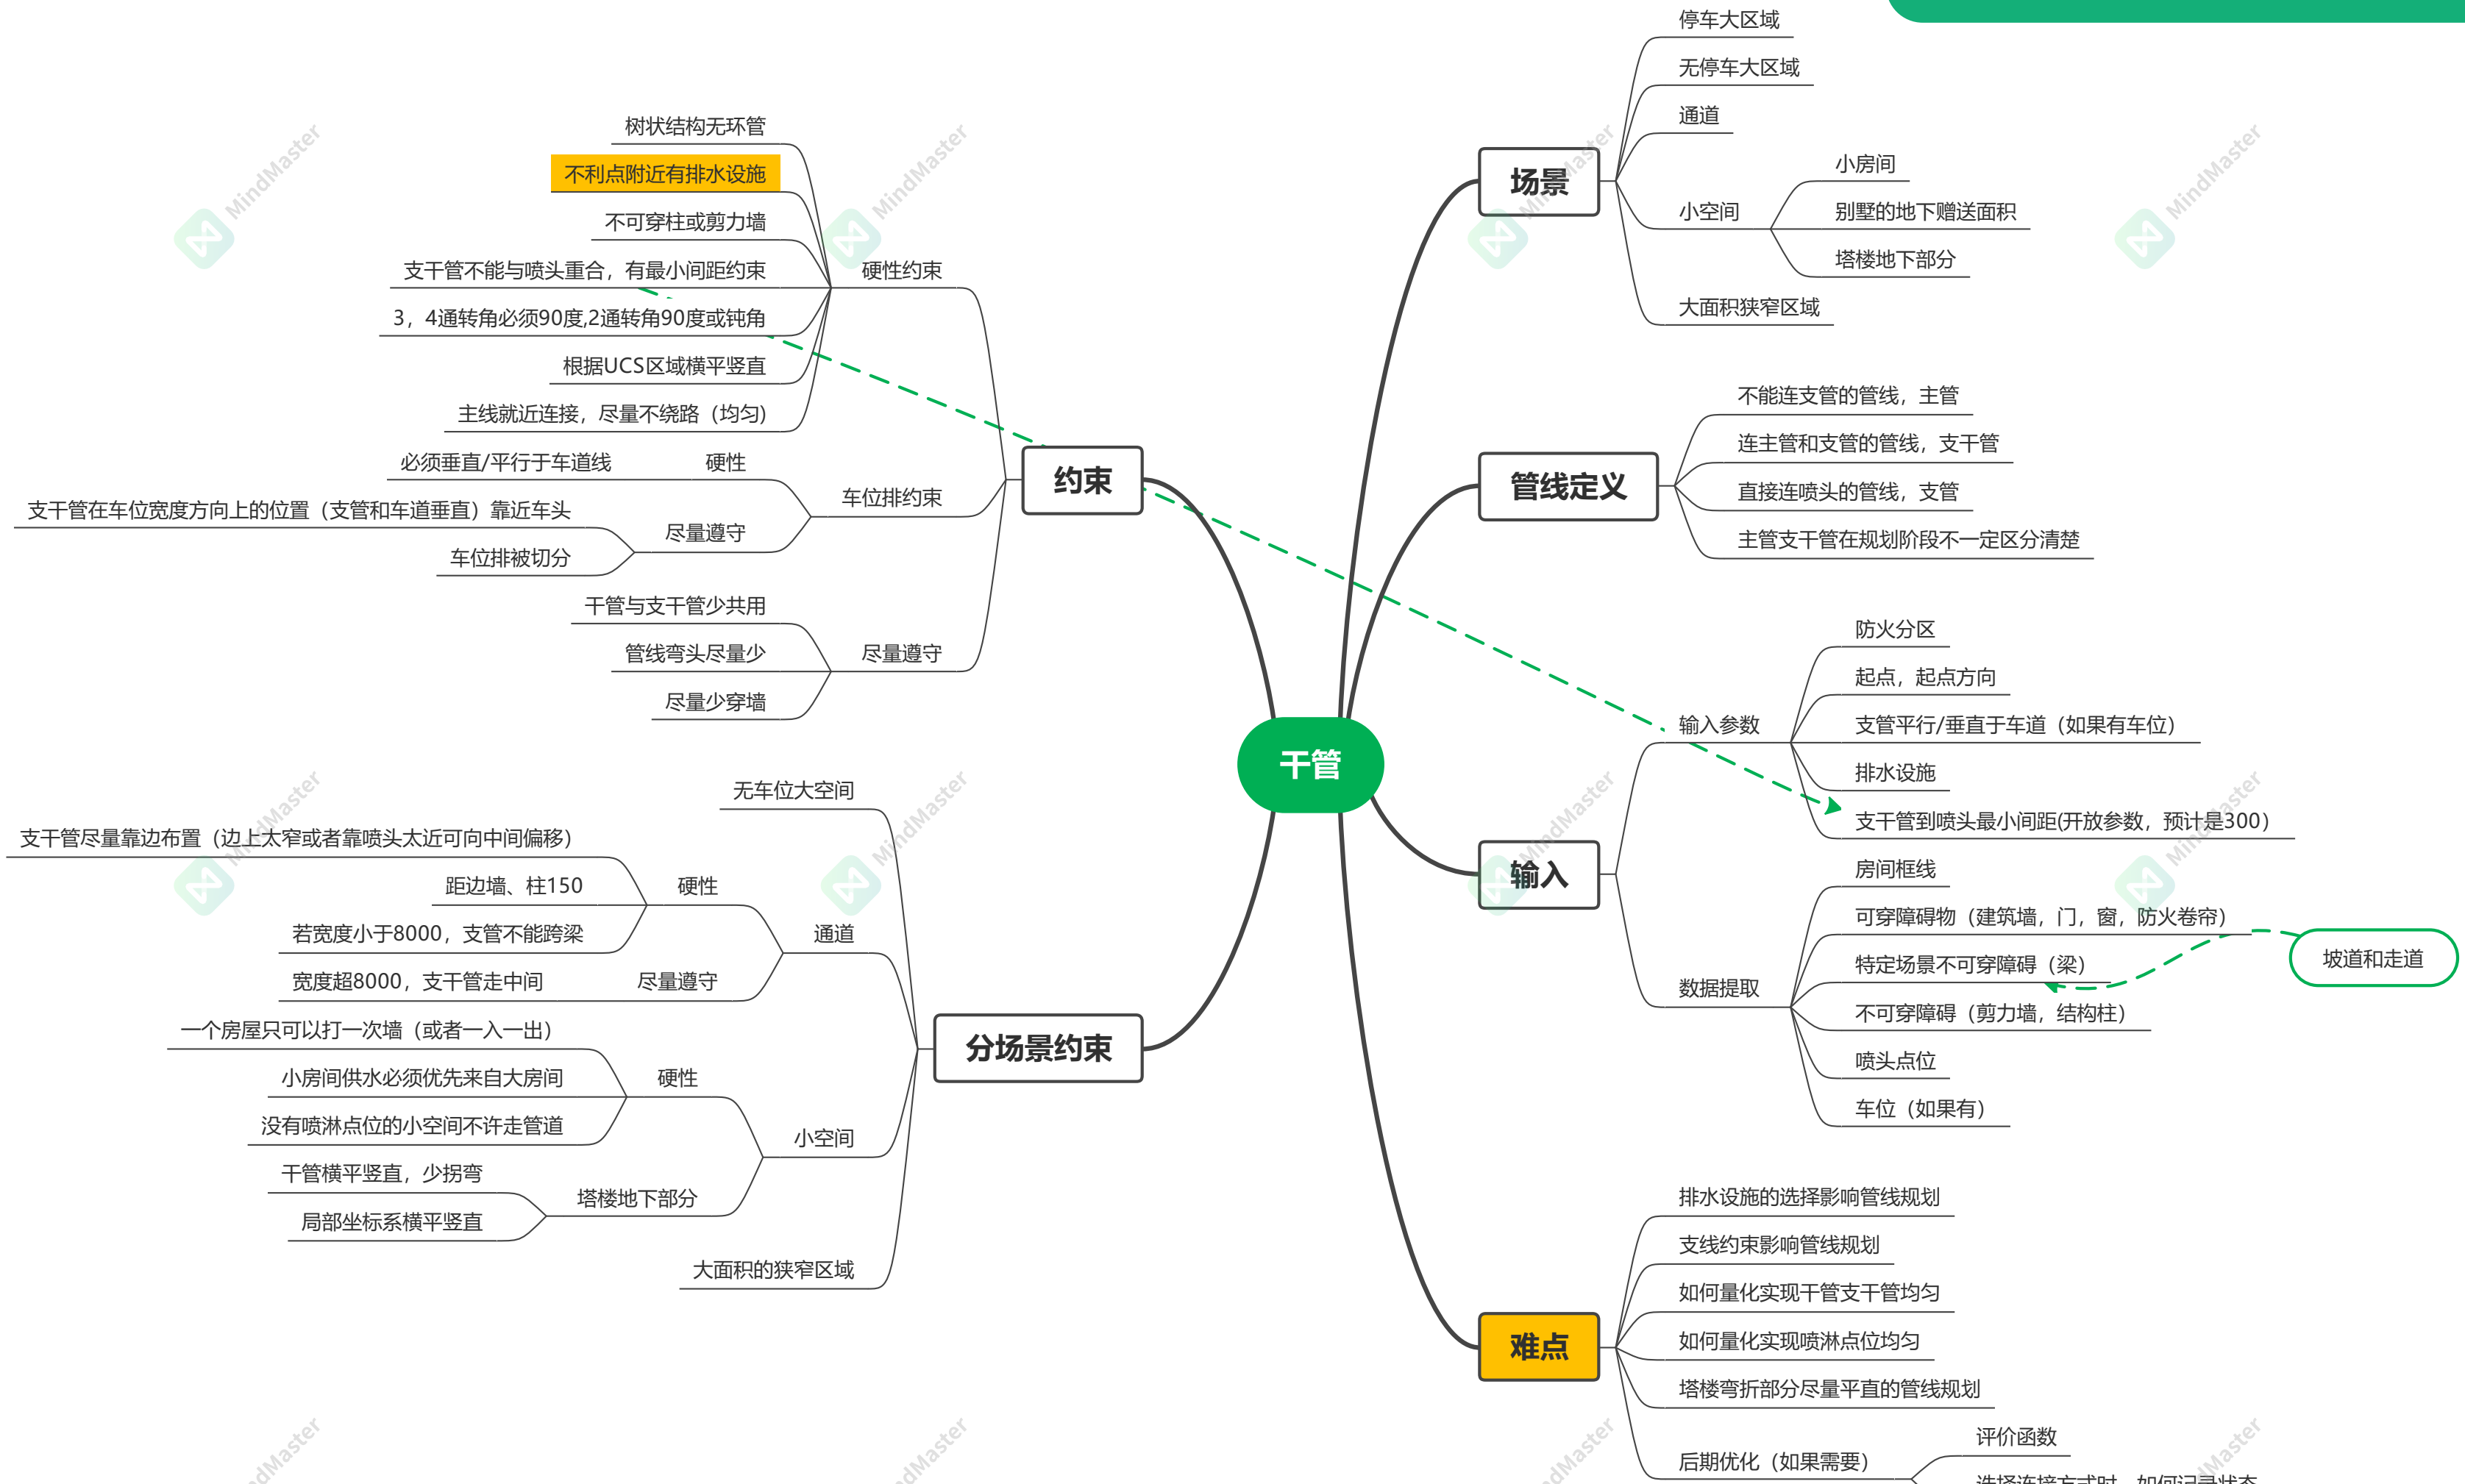 干管
场景
停车大区域
无停车大区域
通道
小空间
小房间
别墅的地下赠送面积
塔楼地下部分
大面积狭窄区域
管线定义
不能连支管的管线，主管
连主管和支管的管线，支干管
直接连喷头的管线，支管
主管支干管在规划阶段不一定区分清楚
输入
输入参数
防火分区
起点，起点方向
支管平行/垂直于车道（如果有车位）
排水设施
支干管到喷头最小间距(开放参数，预计是300）
数据提取
房间框线
可穿障碍物（建筑墙，门，窗，防火卷帘）
特定场景不可穿障碍（梁）
不可穿障碍（剪力墙，结构柱）
喷头点位
车位（如果有）
坡道和走道
难点
排水设施的选择影响管线规划
支线约束影响管线规划
如何量化实现干管支干管均匀
如何量化实现喷淋点位均匀
塔楼弯折部分尽量平直的管线规划
后期优化（如果需要）
评价函数
选择连接方式时，如何记录状态
约束
硬性约束
树状结构无环管
不利点附近有排水设施
不可穿柱或剪力墙
支干管不能与喷头重合，有最小间距约束
3，4通转角必须90度,2通转角90度或钝角
根据UCS区域横平竖直
主线就近连接，尽量不绕路（均匀）
车位排约束
硬性
必须垂直/平行于车道线
尽量遵守
支干管在车位宽度方向上的位置（支管和车道垂直）靠近车头
车位排被切分
尽量遵守
干管与支干管少共用
管线弯头尽量少
尽量少穿墙
分场景约束
无车位大空间
通道
硬性
支干管尽量靠边布置（边上太窄或者靠喷头太近可向中间偏移）
距边墙、柱150
若宽度小于8000，支管不能跨梁
尽量遵守
宽度超8000，支干管走中间
小空间
硬性
一个房屋只可以打一次墙（或者一入一出）
小房间供水必须优先来自大房间
没有喷淋点位的小空间不许走管道
塔楼地下部分
干管横平竖直，少拐弯
局部坐标系横平竖直
大面积的狭窄区域
MindMaster
MindMaster
MindMaster
MindMaster
MindMaster
MindMaster
MindMaster
MindMaster